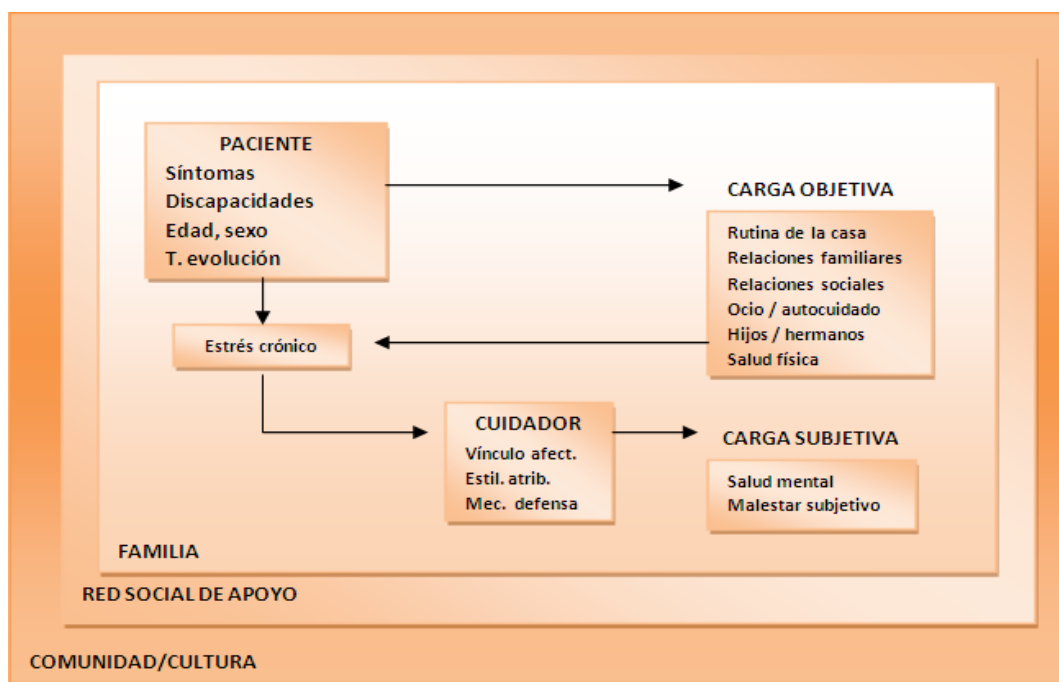 PACIENTE
Síntomas
Discapacidades
Edad, sexo
T. evolución
CARGA OBJETIVA
Rutina de la casa
Relaciones familiares
Relaciones sociales
Ocio / autocuidado
Hijos / hermanos
Salud física
Estrés crónico
CUIDADOR
Vínculo afect.
Estil. atrib.
Mec. defensa
CARGA SUBJETIVA
Salud mental
Malestar subjetivo
FAMILIA
RED SOCIAL DE APOYO
COMUNIDAD/CULTURA